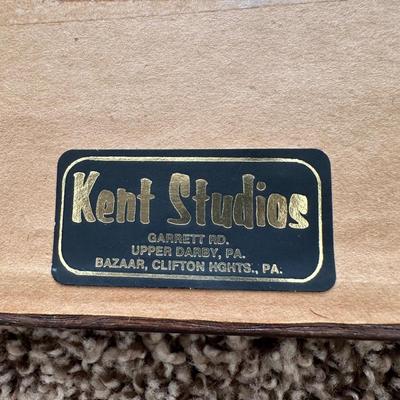 Kent Studios
GARRETT RD.
UPPER DARBY, PA.
BAZAAR, CLIFTON HGHTS., PA.